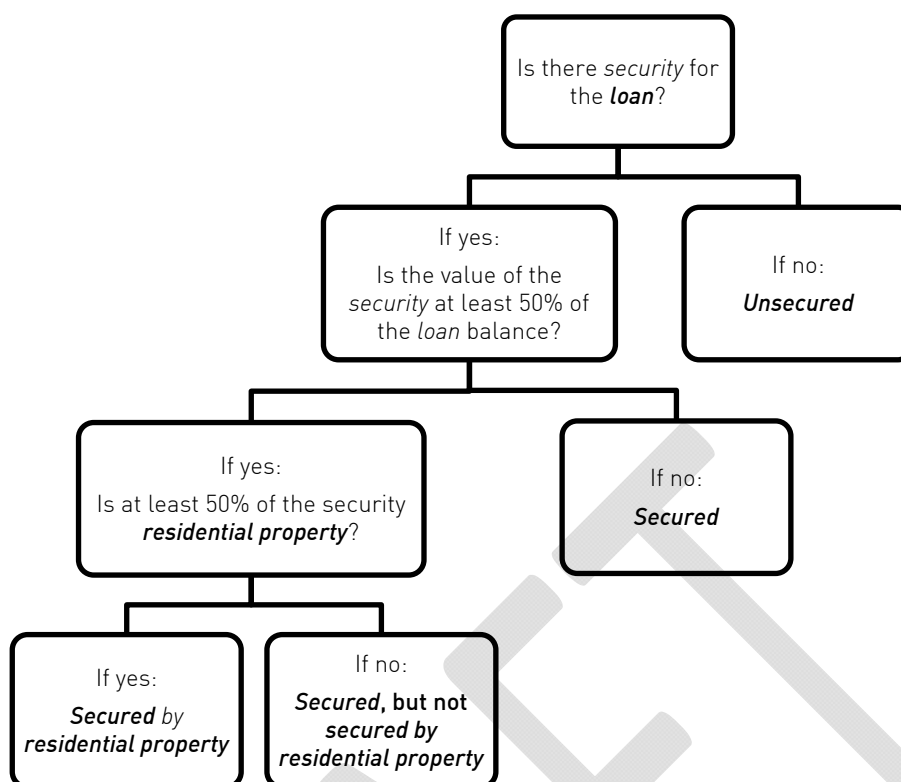 Is there security for
the loan?
If yes:
Is the value of the
security at least 50% of
the loan balance?
If no:
Unsecured
If yes:
Is at least 50% of the security
residential property?
If no:
Secured
If yes:
Secured by
residential property
If no:
Secured, but not
secured by
residential property